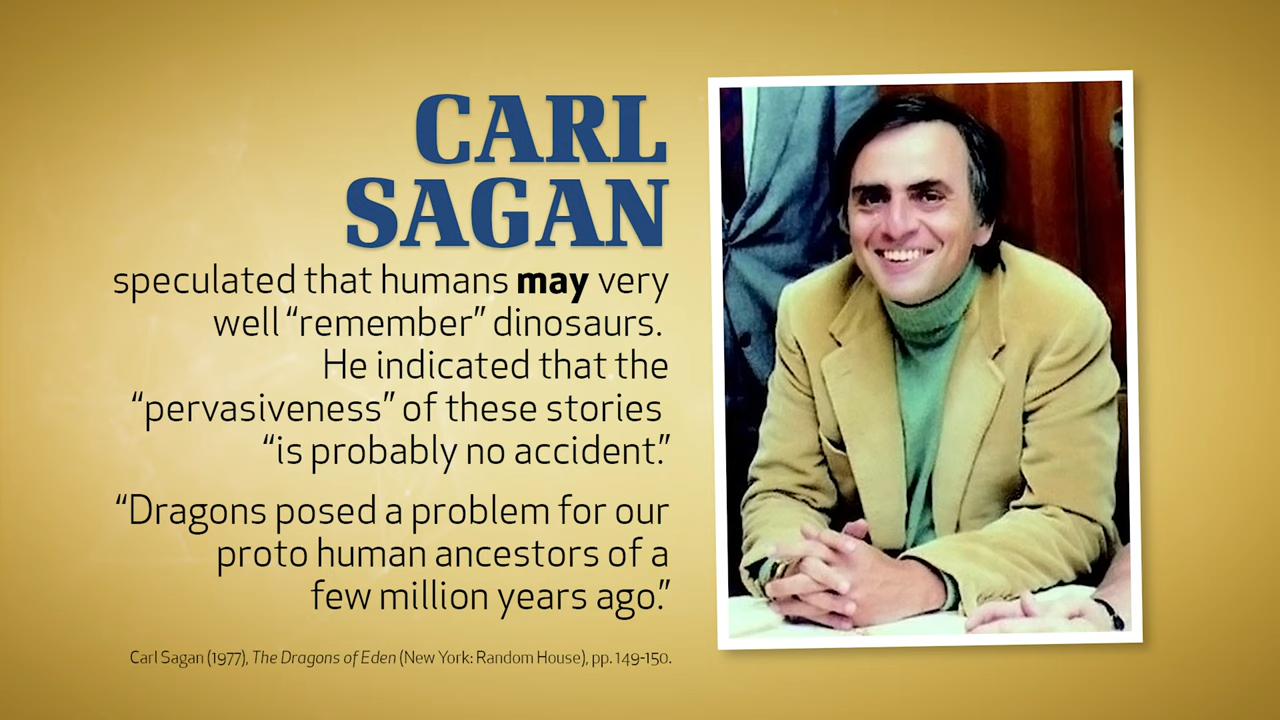 CARL
SAGAN
speculated that humans may very
well “remember” dinosaurs.
He indicated that the
“pervasiveness” of these stories
“is probably no accident.”
“Dragons posed a problem for our
proto human ancestors of a
few million years ago.”
Carl Sagan (1977), The Dragons of Eden (New York: Random House), pp. 149-150.